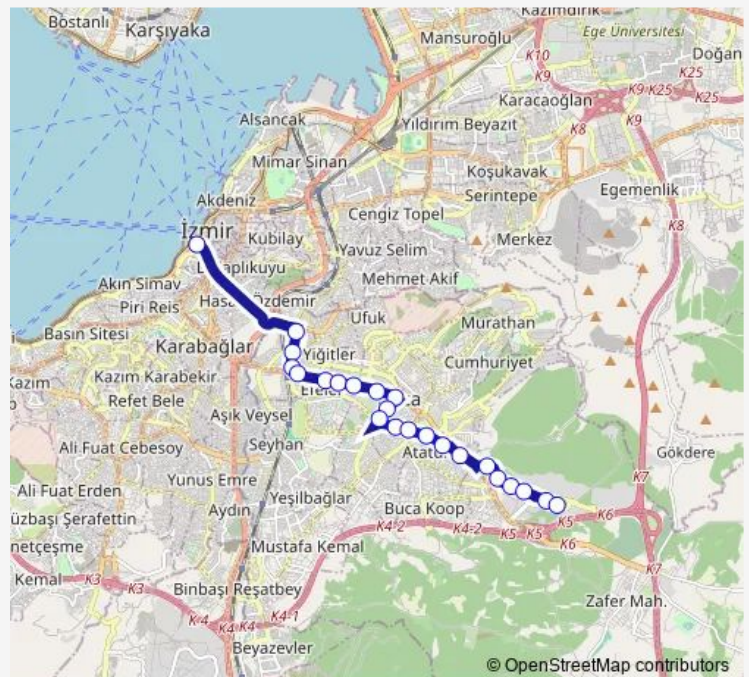 Bostanlı
Karşıyaka
Kazımdirik
Mansuroğlu
Ege Üniversitesi
K10
Doğan
K9
K9
K25
K25
K25
Karacaoğlan
K9
Alsancak
Yıldırım Beyazıt
K8
Mimar Sinan
Koşukavak
Serintepe
Egemenlik
Akdeniz
Cengiz Topel
K8
İzmir
Kubilay
Yavuz Selim
Merkez
Mehmet Akif
Akın Simav
Piri Reis
Özdemir
Ufuk
Murathan
Basın Sitesi
Karabağlar
Yiğitler
Cumhuriyet
Kazım
Kazım Karabekir
Refet Bele
Aşık Veysel
Seyhan
Ali Fuat Cebesoy
Gökdere
Yunus Emre
K7
Ali Fuat Erden
Yeşilbağlar
Aydın
Buca Koop
K5
K6
üzbaşı Şerafettin
K4-2
K4-2
K5
K5
netçeşme
Mustafa Kemal
K6
Kemal
K3
K3
Binbaşı Reşatbey
K7
K4
K4
K4-1
Zafer Mah.
Beyazevler
© OpenStreetMap contributors